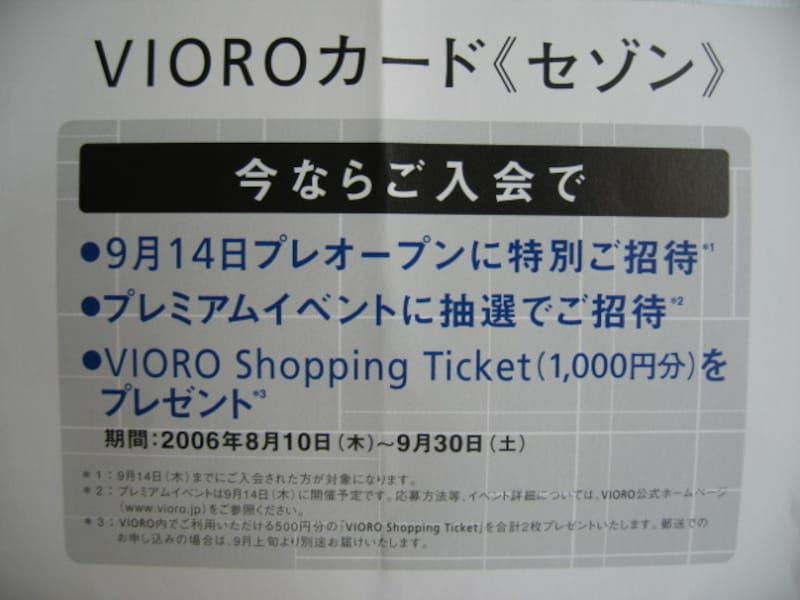 VIOROカード《セゾン》
今ならご入会で
●9月14日プレオープンに特別ご招待*1
●プレミアムイベントに抽選でご招待*2
●VIORO Shopping Ticket(1,000円分)を
プレゼント*3
期間:2006年8月10日(木)〜9月30日(土)
*1:9月14日(木)までにご入会された方が対象になります。
*2:プレミアムイベントは9月14日(木)に開催予定です。応募方法等、イベント詳細については、VIORO公式ホームページ
(www.vioro.jp)をご参照ください。
*3:VIORO内でご利用いただける500円分の「VIORO Shopping Ticket」を合計2枚プレゼントいたします。郵送での
お申し込みの場合は、9月上旬より別途お届けいたします。